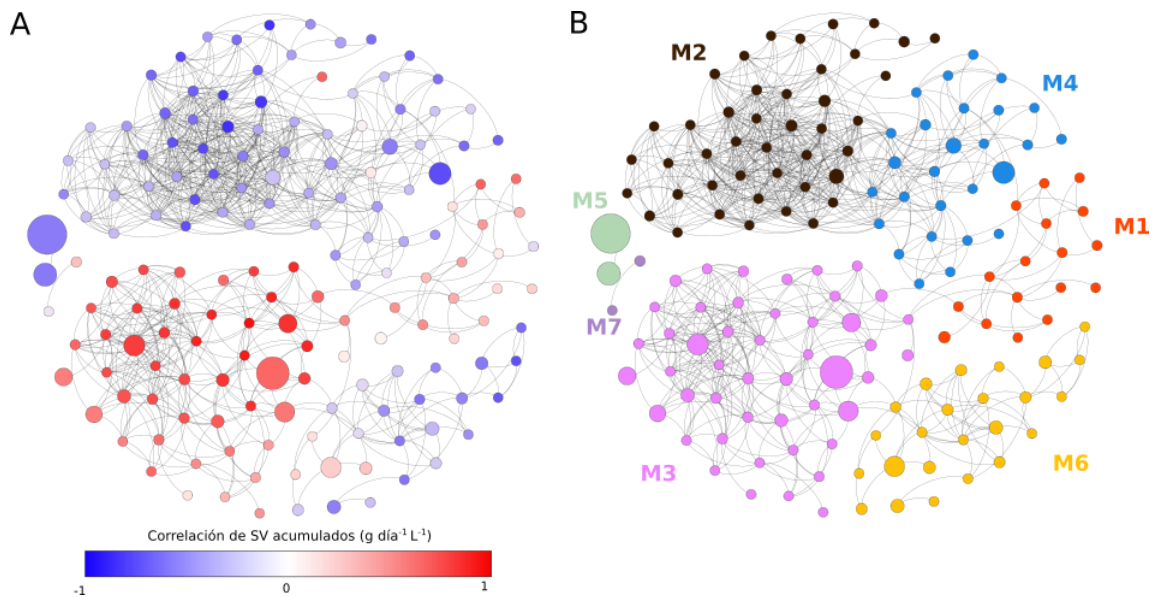 A
B
M2
M4
M5
M1
M7
M3
M6
Correlación de SV acumulados (g día⁻¹ L⁻¹)
-1
0
1